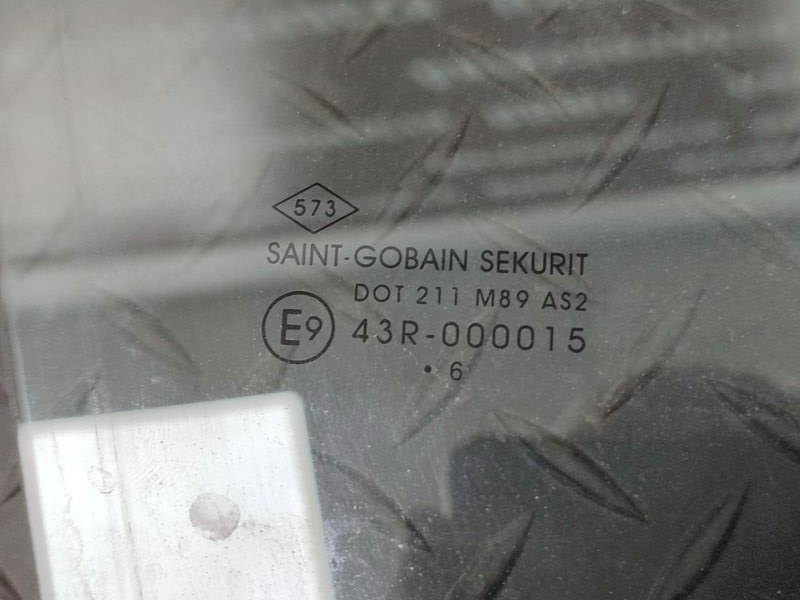 573
SAINT-GOBAIN SEKURIT
DOT 211 M89 AS2
E9 43R-000015
• 6